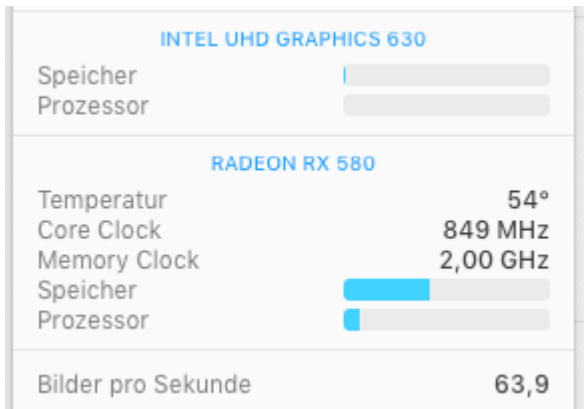 INTEL UHD GRAPHICS 630
Speicher
Prozessor
RADEON RX 580
Temperatur 54°
Core Clock 849 MHz
Memory Clock 2,00 GHz
Speicher
Prozessor
Bilder pro Sekunde 63,9